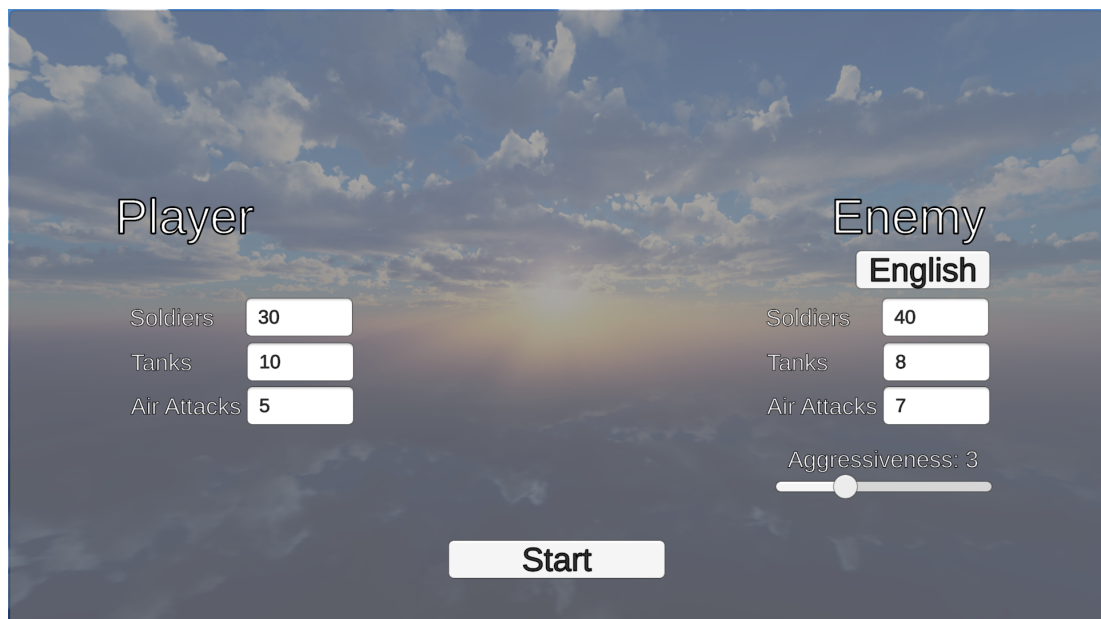 Player
Soldiers 30
Tanks 10
Air Attacks 5
Enemy
English
Soldiers 40
Tanks 8
Air Attacks 7
Aggressiveness: 3
Start